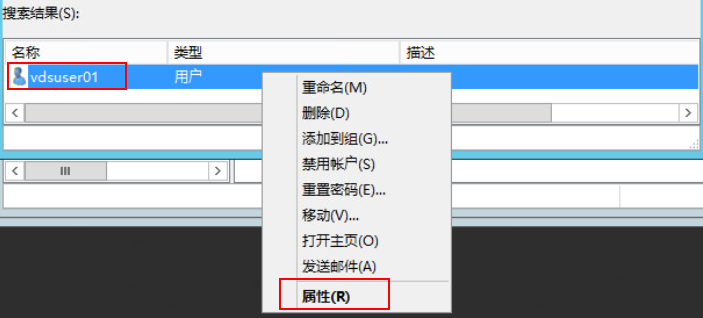 搜索结果(S):
名称 类型 描述
vdsuser01 用户
重命名(M)
删除(D)
添加到组(G)...
禁用帐户(S)
重置密码(E)...
移动(V)...
打开主页(O)
发送邮件(A)
属性(R)